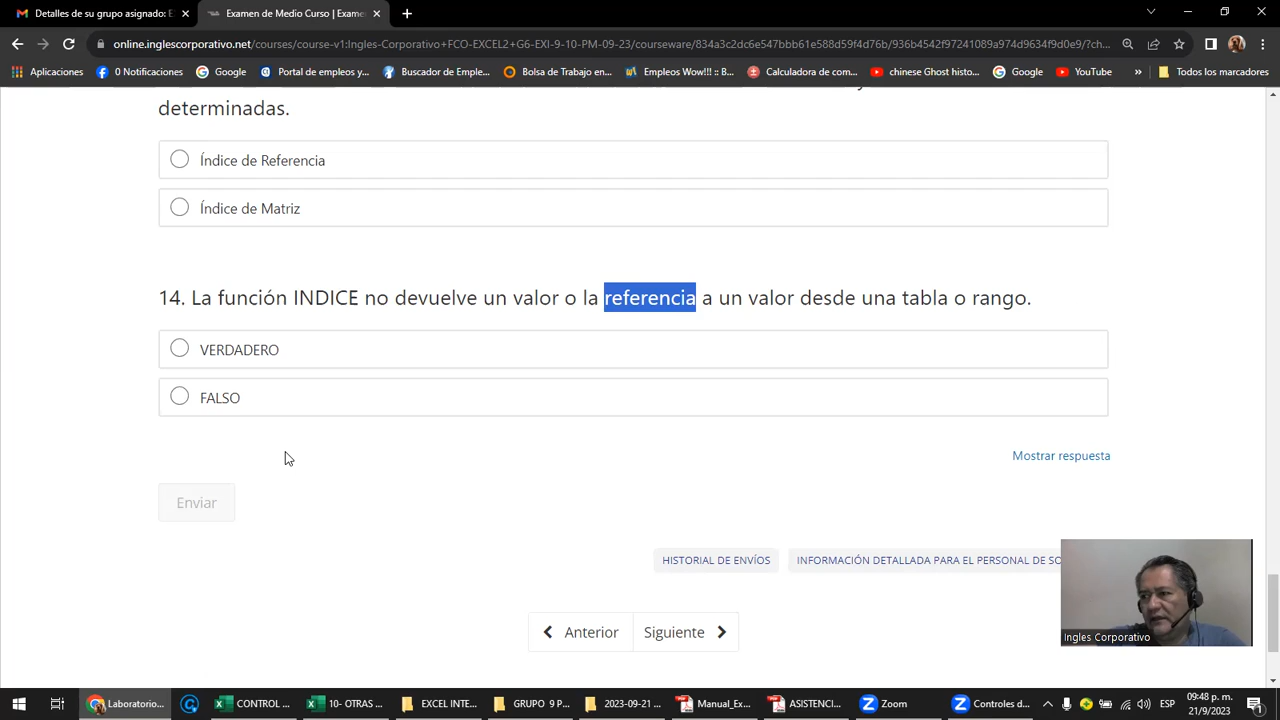 Detalles de su grupo asignado: E
Examen de Medio Curso | Examen
online.inglescorporativo.net/courses/course-v1:Ingles-Corporativo+FCO-EXCEL2+G6-EXI-9-10-PM-09-23/courseware/834a3c2dc6e547bbb61e588d59f4d76b/936b4542f97241089a974d9634f9d0e9/?ch...
Aplicaciones
0 Notificaciones
Google
Portal de empleos y...
Buscador de Emple...
Bolsa de Trabajo en...
Empleos Wow!!! :: B...
Calculadora de com...
chinese Ghost histo...
Google
YouTube
»
Todos los marcadores
determinadas.
Índice de Referencia
Índice de Matriz
14. La función INDICE no devuelve un valor o la referencia a un valor desde una tabla o rango.
VERDADERO
FALSO
Mostrar respuesta
Enviar
HISTORIAL DE ENVÍOS
INFORMACIÓN DETALLADA PARA EL PERSONAL DE SO
Anterior
Siguiente
Ingles Corporativo
Laboratorio...
CONTROL ...
10- OTRAS ...
EXCEL INTE...
GRUPO 9 P...
2023-09-21 ...
Manual_Ex...
ASISTENCI...
Zoom
Controles d...
ESP
09:48 p. m.
21/9/2023